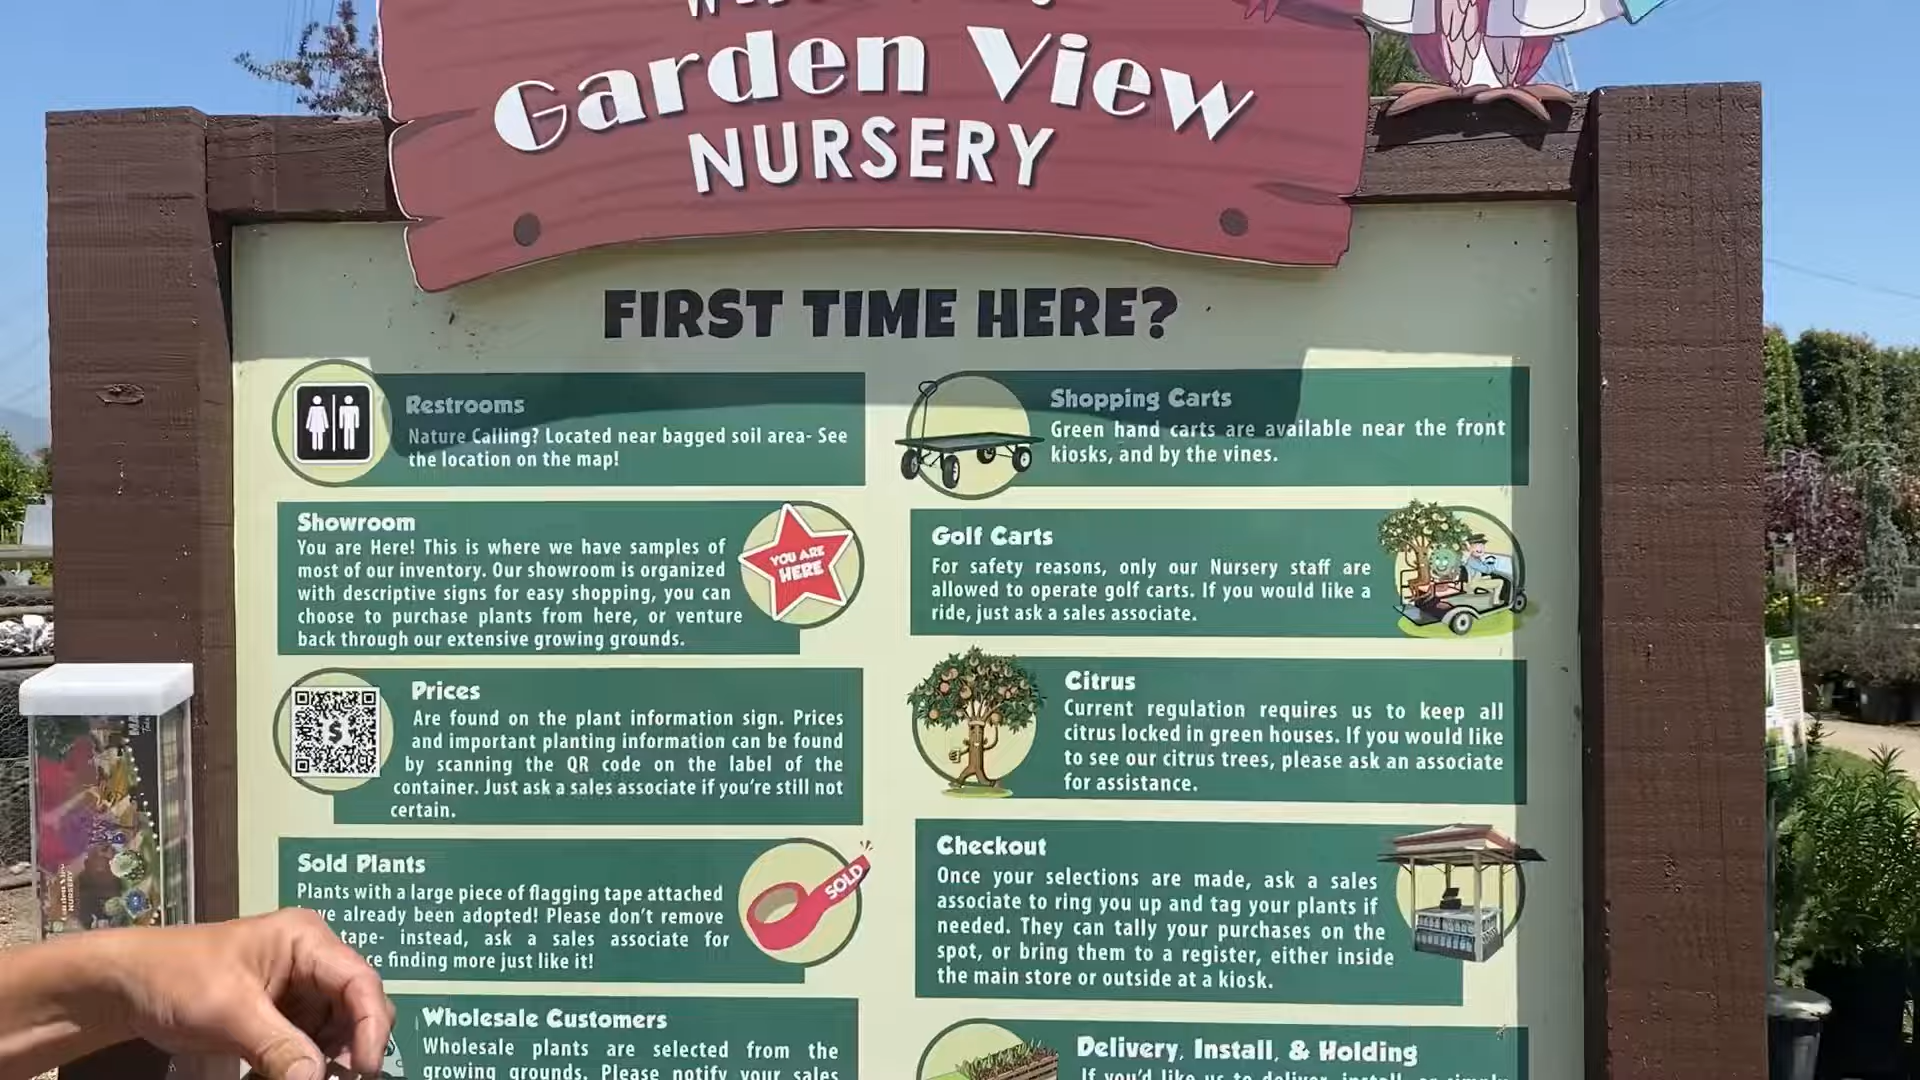 Garden View
NURSERY
FIRST TIME HERE?
Restrooms
Nature Calling? Located near bagged soil area- See
the location on the map!
Showroom
You are Here! This is where we have samples of
most of our inventory. Our showroom is organized
with descriptive signs for easy shopping, you can
choose to purchase plants from here, or venture
back through our extensive growing grounds.
YOU ARE
HERE
Prices
Are found on the plant information sign. Prices
and important planting information can be found
by scanning the QR code on the label of the
container. Just ask a sales associate if you're still not
certain.
$
Sold Plants
Plants with a large piece of flagging tape attached
already been adopted! Please don't remove
tape- instead, ask a sales associate for
finding more just like it!
SOLD
Wholesale Customers
Wholesale plants are selected from the
growing grounds. Please notify your sales
Shopping Carts
Green hand carts are available near the front
kiosks, and by the vines.
Golf Carts
For safety reasons, only our Nursery staff are
allowed to operate golf carts. If you would like a
ride, just ask a sales associate.
Citrus
Current regulation requires us to keep all
citrus locked in green houses. If you would like
to see our citrus trees, please ask an associate
for assistance.
Checkout
Once your selections are made, ask a sales
associate to ring you up and tag your plants if
needed. They can tally your purchases on the
spot, or bring them to a register, either inside
the main store or outside at a kiosk.
Delivery, Install, & Holding
If you'd like us to deliver, install, or simply
Garden View
NURSERY